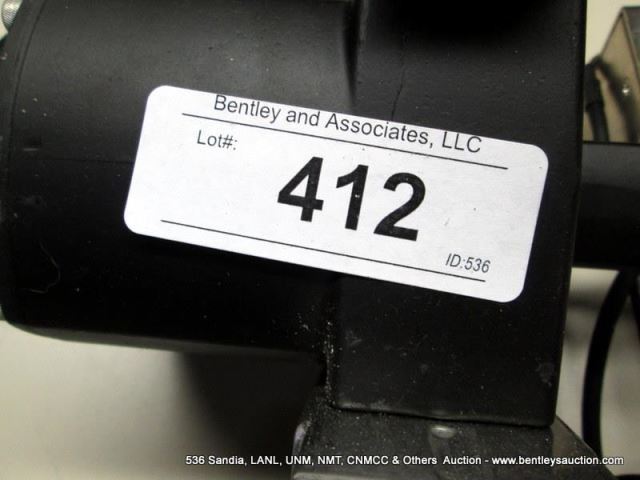 Bentley and Associates, LLC
Lot#:
412
ID:536
536 Sandia, LANL, UNM, NMT, CNMCC & Others Auction - www.bentleysauction.com